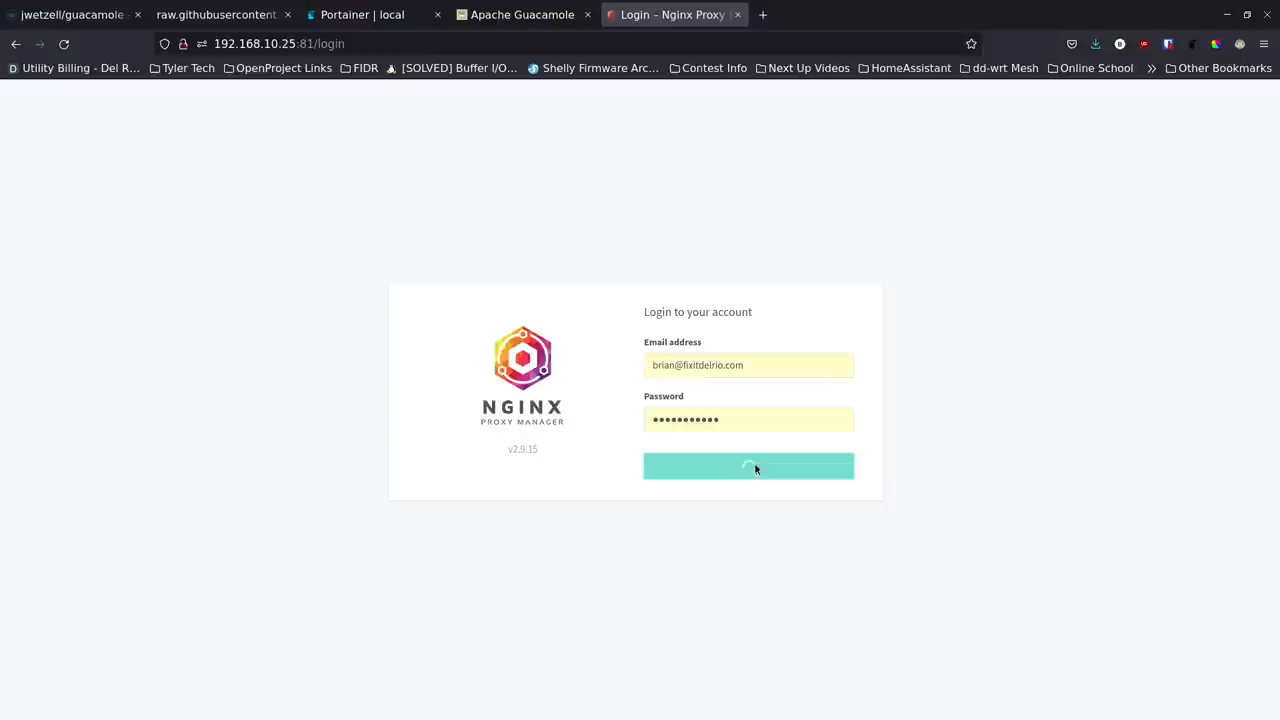 jwetzell/guacamole -
raw.githubusercontent.
Portainer | local
Apache Guacamole
Login – Nginx Proxy
192.168.10.25:81/login
Utility Billing - Del R...
Tyler Tech
OpenProject Links
FIDR
[SOLVED] Buffer I/O...
Shelly Firmware Arc...
Contest Info
Next Up Videos
HomeAssistant
dd-wrt Mesh
Online School
Other Bookmarks
NGINX
PROXY MANAGER
v2.9.15
Login to your account
Email address
brian@fixitdelrio.com
Password